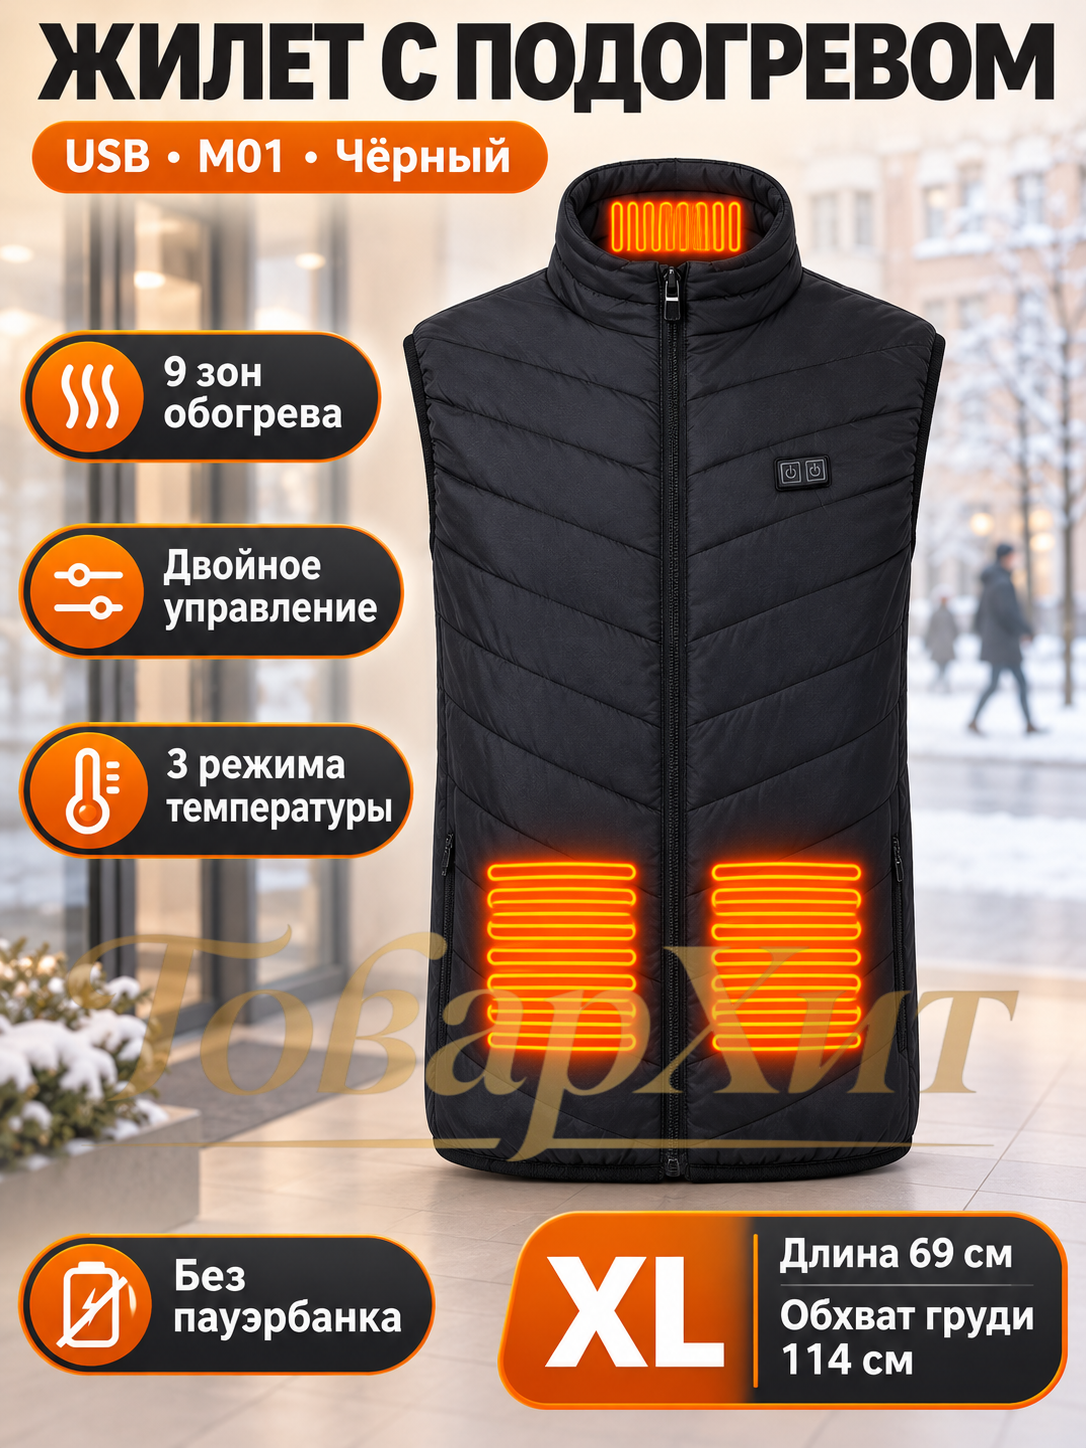 ЖИЛЕТ С ПОДОГРЕВОМ
USB • M01 • Чёрный
9 зон
обогрева
Двойное
управление
3 режима
температуры
ТоварХит
Без
пауэрбанка
XL
Длина 69 см
Обхват груди
114 см